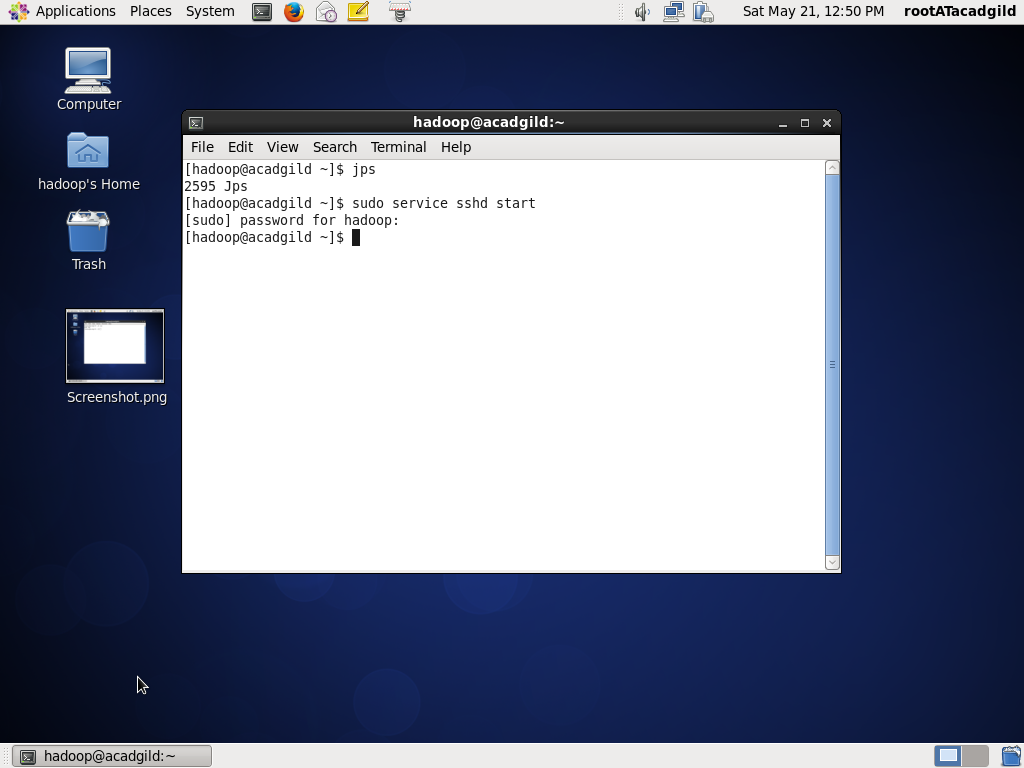 Applications Places System Sat May 21, 12:50 PM rootATacadgild
Computer
hadoop's Home
Trash
Screenshot.png
hadoop@acadgild:~
File Edit View Search Terminal Help
[hadoop@acadgild ~]$ jps
2595 Jps
[hadoop@acadgild ~]$ sudo service sshd start
[sudo] password for hadoop:
[hadoop@acadgild ~]$
hadoop@acadgild:~